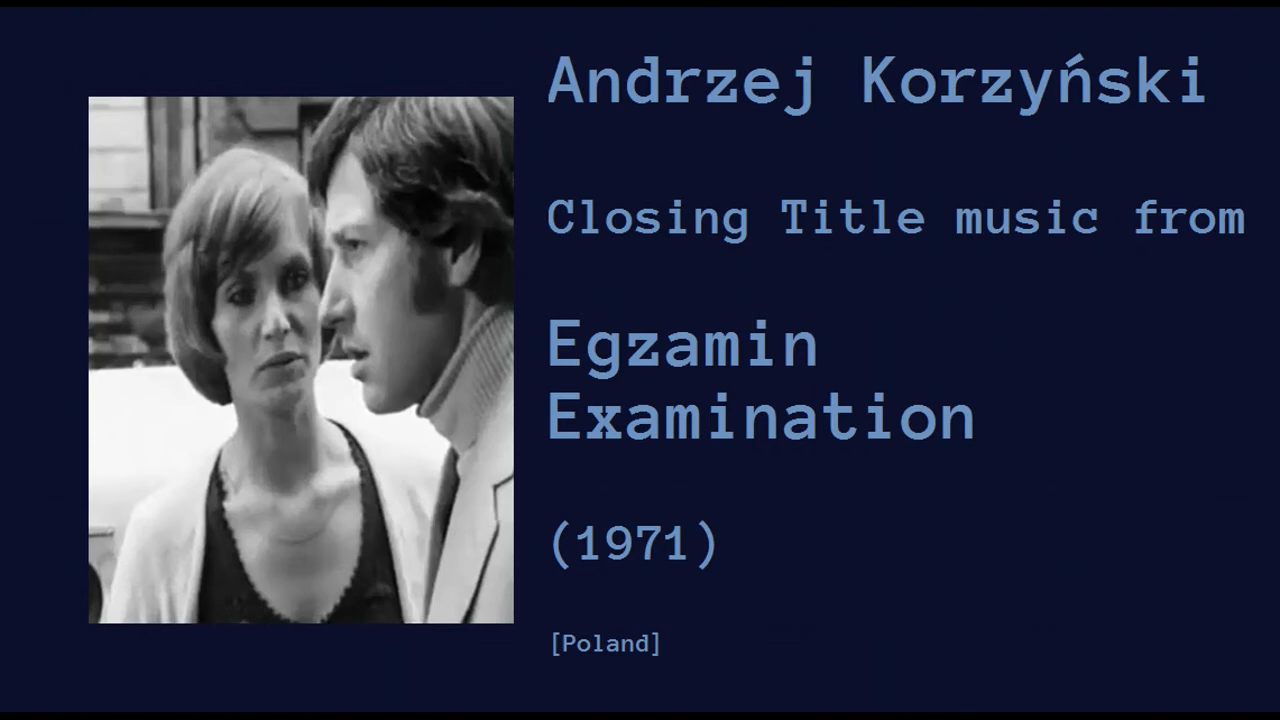 Andrzej Korzyński
Closing Title music from
Egzamin
Examination
(1971)
[Poland]